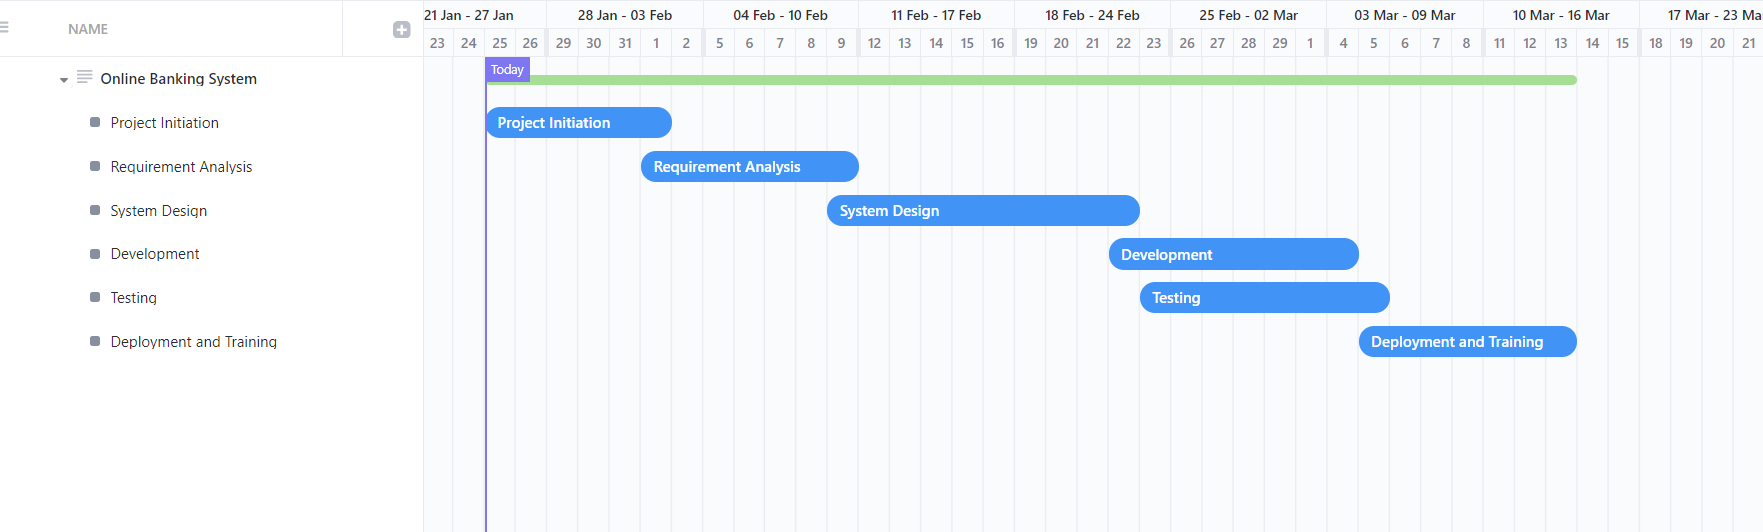 NAME
21 Jan - 27 Jan 28 Jan - 03 Feb 04 Feb - 10 Feb 11 Feb - 17 Feb 18 Feb - 24 Feb 25 Feb - 02 Mar 03 Mar - 09 Mar 10 Mar - 16 Mar 17 Mar - 23 Ma
23 24 25 26 29 30 31 1 2 5 6 7 8 9 12 13 14 15 16 19 20 21 22 23 26 27 28 29 1 4 5 6 7 8 11 12 13 14 15 18 19 20 21
Today
Online Banking System
Project Initiation Project Initiation
Requirement Analysis Requirement Analysis
System Design System Design
Development Development
Testing Testing
Deployment and Training Deployment and Training